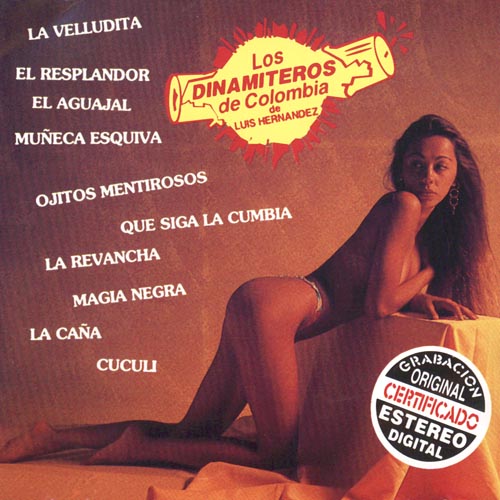 LA VELLUDITA
EL RESPLANDOR
EL AGUAJAL
MUÑECA ESQUIVA
OJITOS MENTIROSOS
QUE SIGA LA CUMBIA
LA REVANCHA
MAGIA NEGRA
LA CAÑA
CUCULI
Los
DINAMITEROS
de Colombia
de
LUIS HERNANDEZ
GRABACION
ORIGINAL
CERTIFICADO
ESTEREO
DIGITAL